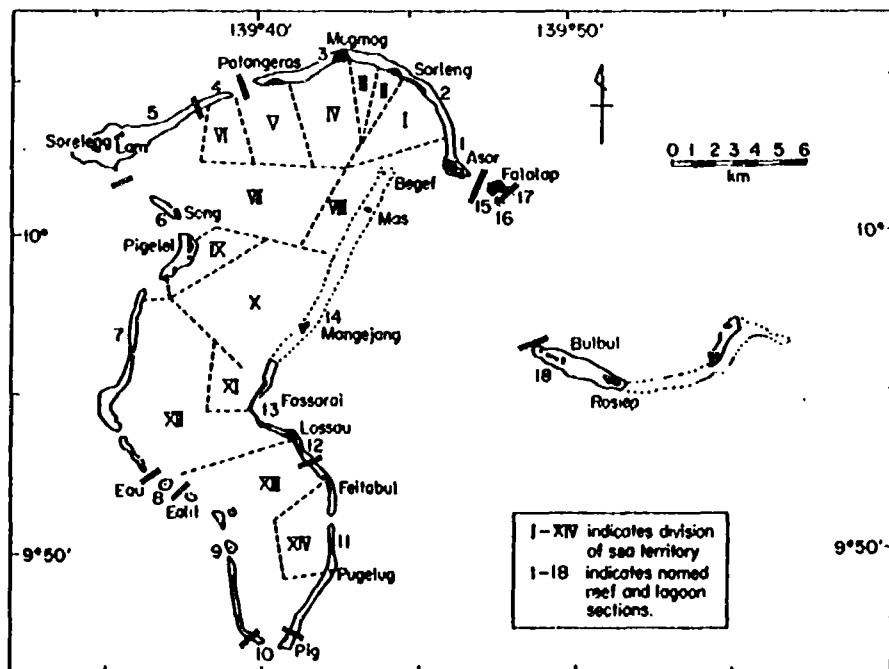 139°40'
139°50'
Mogmog
3
Potangeras
Sorleng
4
III
II
2
5
VI
V
IV
I
1
Soreleng
Lam
Asor
Falalap
0 1 2 3 4 5 6
km
Begef
15
17
16
VII
VIII
6
Song
Mas
10°
10°
Pigelel
IX
X
7
14
Mangejang
Bulbul
18
Rosiep
XI
13
Fassarai
XII
Lossau
12
Eau
8
Ealil
XIII
Feitabul
I-XIV indicates division
of sea territory
1-18 indicates named
reef and lagoon
sections.
9°50'
9
XIV
11
9°50'
Pugelug
10
Pig